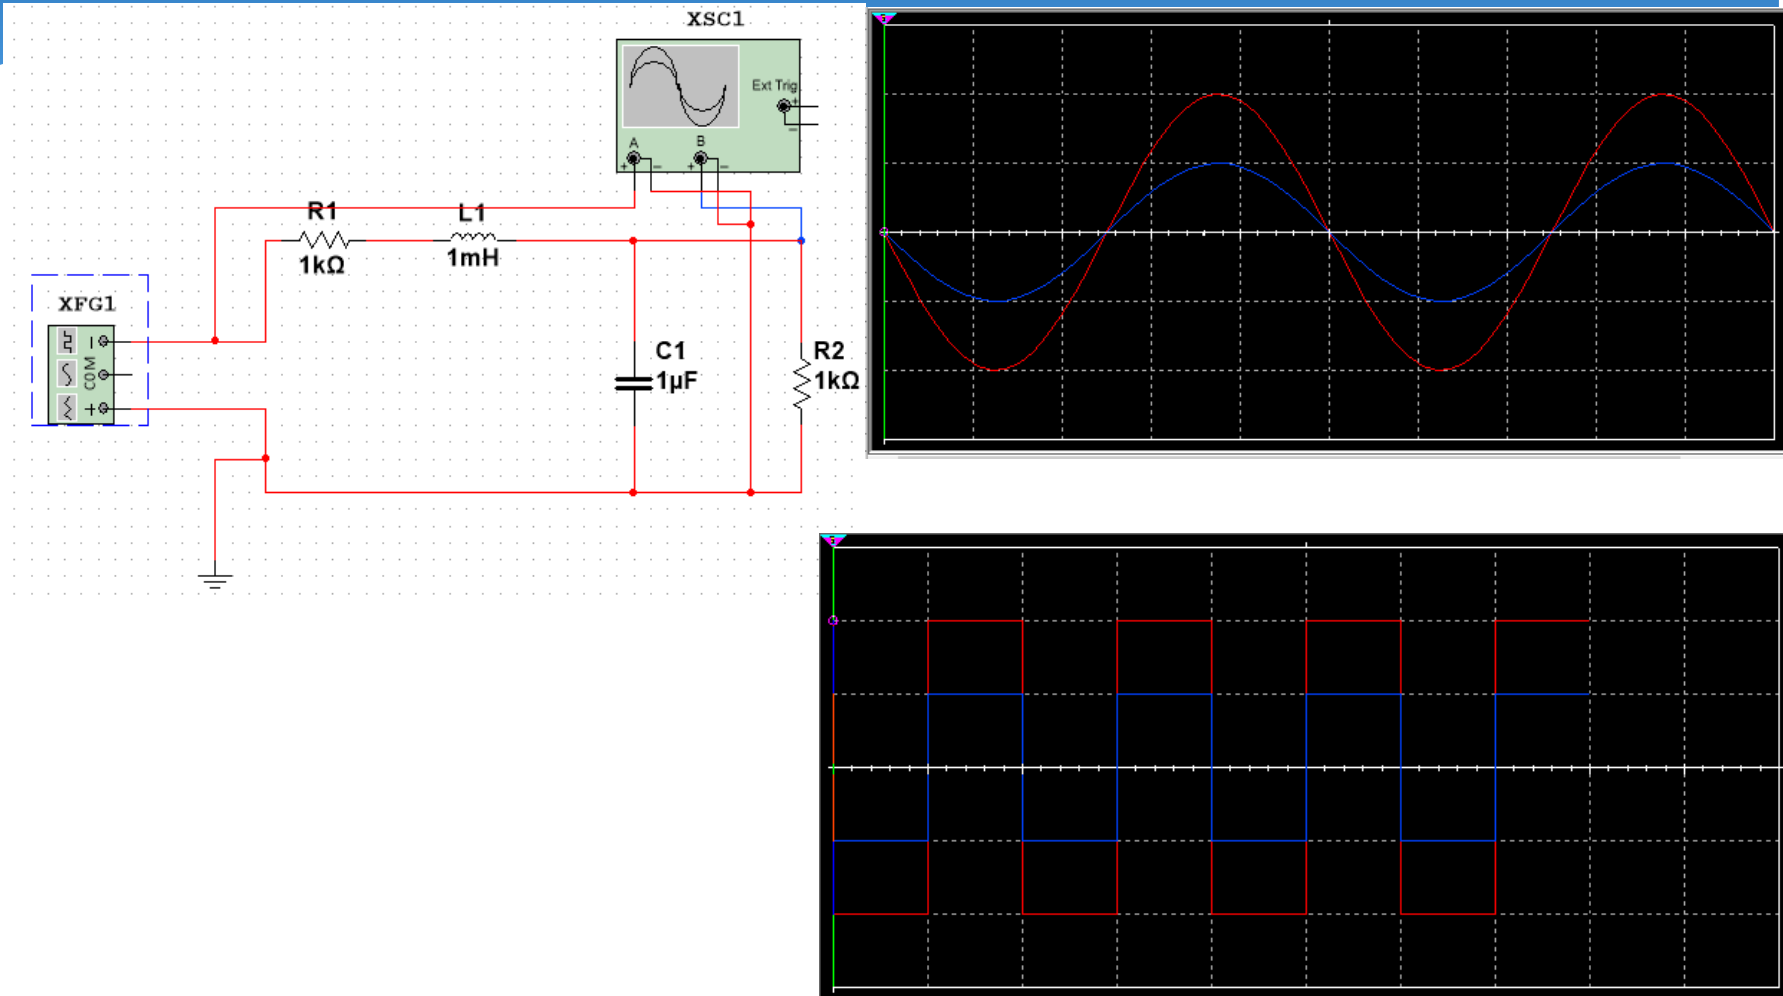 XSC1
Ext Trig
+
−
A
B
+ − + −
R1
L1
1kΩ
1mH
XFG1
−
COM
+
C1
1µF
R2
1kΩ